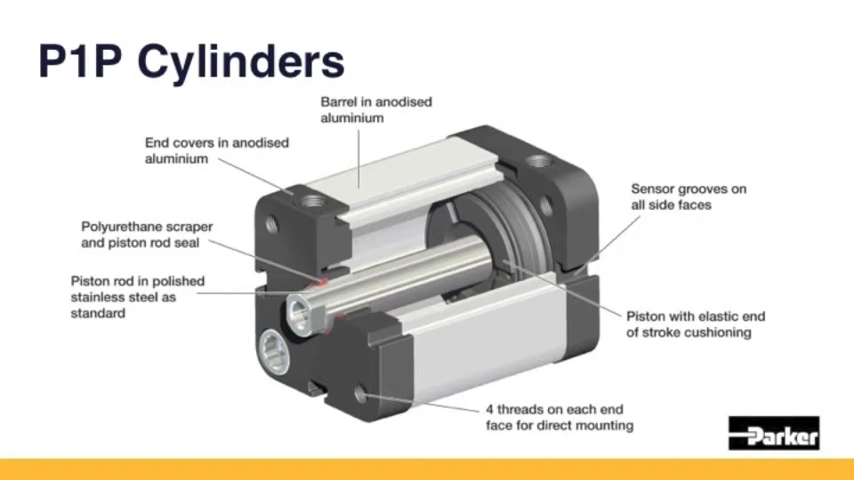 P1P Cylinders
Barrel in anodised
aluminium
End covers in anodised
aluminium
Sensor grooves on
all side faces
Polyurethane scraper
and piston rod seal
Piston rod in polished
stainless steel as
standard
Piston with elastic end
of stroke cushioning
4 threads on each end
face for direct mounting
Parker